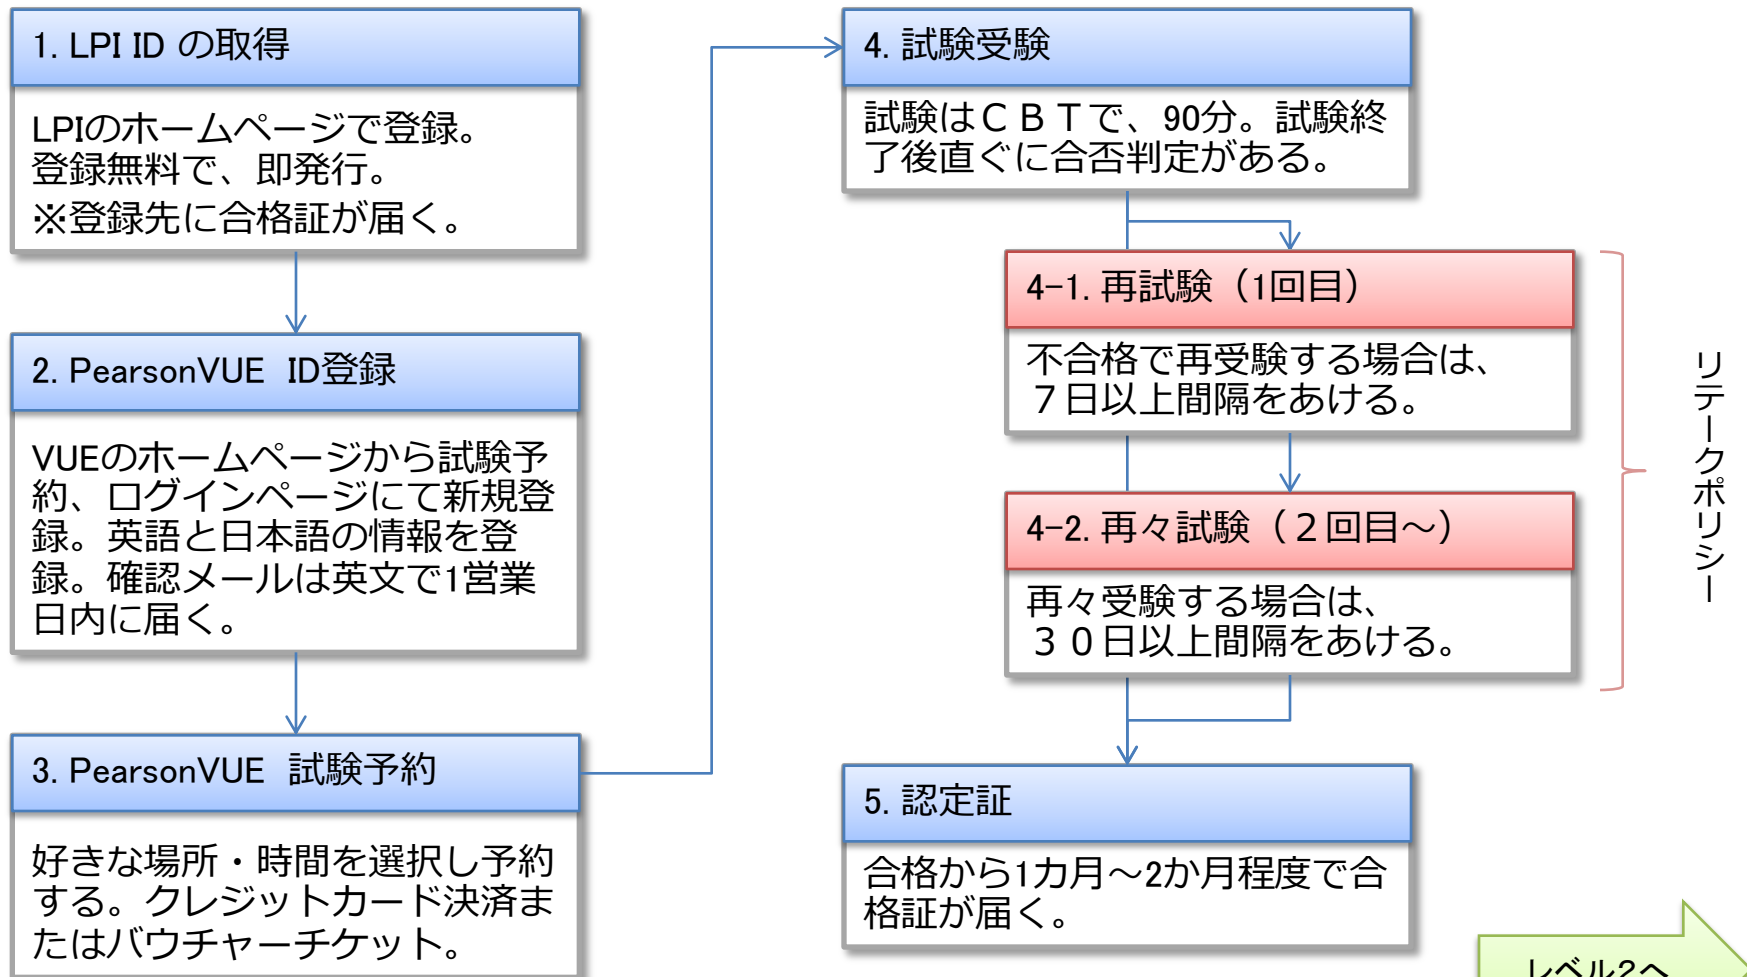 1. LPI ID の取得
LPIのホームページで登録。
登録無料で、即発行。
※登録先に合格証が届く。
2. PearsonVUE ID登録
VUEのホームページから試験予
約、ログインページにて新規登
録。英語と日本語の情報を登
録。確認メールは英文で1営業
日内に届く。
3. PearsonVUE 試験予約
好きな場所・時間を選択し予約
する。クレジットカード決済ま
たはバウチャーチケット。
4. 試験受験
試験はＣＢＴで、90分。試験終
了後直ぐに合否判定がある。
4-1. 再試験（1回目）
不合格で再受験する場合は、
７日以上間隔をあける。
4-2. 再々試験（２回目～）
再々受験する場合は、
３０日以上間隔をあける。
リテークポリシー
5. 認定証
合格から1カ月～2か月程度で合
格証が届く。
レベル2へ